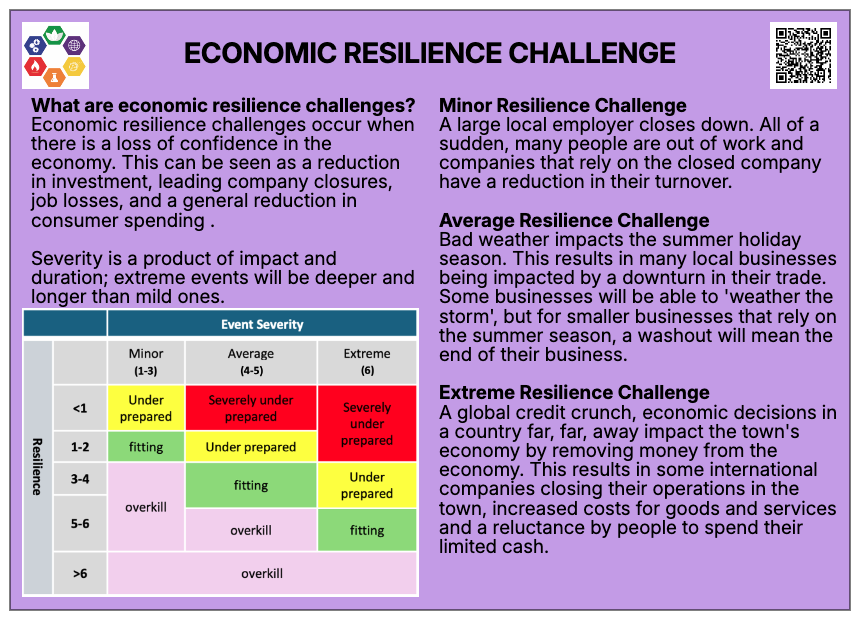 ECONOMIC RESILIENCE CHALLENGE
What are economic resilience challenges?
Economic resilience challenges occur when
there is a loss of confidence in the
economy. This can be seen as a reduction
in investment, leading company closures,
job losses, and a general reduction in
consumer spending .
Severity is a product of impact and
duration; extreme events will be deeper and
longer than mild ones.
Event Severity
Minor
(1-3)
Average
(4-5)
Extreme
(6)
Resilience
<1
Under
prepared
Severely under
prepared
Severely
under
prepared
1-2
fitting
Under prepared
3-4
overkill
fitting
Under
prepared
5-6
overkill
fitting
>6
overkill
Minor Resilience Challenge
A large local employer closes down. All of a
sudden, many people are out of work and
companies that rely on the closed company
have a reduction in their turnover.
Average Resilience Challenge
Bad weather impacts the summer holiday
season. This results in many local businesses
being impacted by a downturn in their trade.
Some businesses will be able to 'weather the
storm', but for smaller businesses that rely on
the summer season, a washout will mean the
end of their business.
Extreme Resilience Challenge
A global credit crunch, economic decisions in
a country far, far, away impact the town's
economy by removing money from the
economy. This results in some international
companies closing their operations in the
town, increased costs for goods and services
and a reluctance by people to spend their
limited cash.